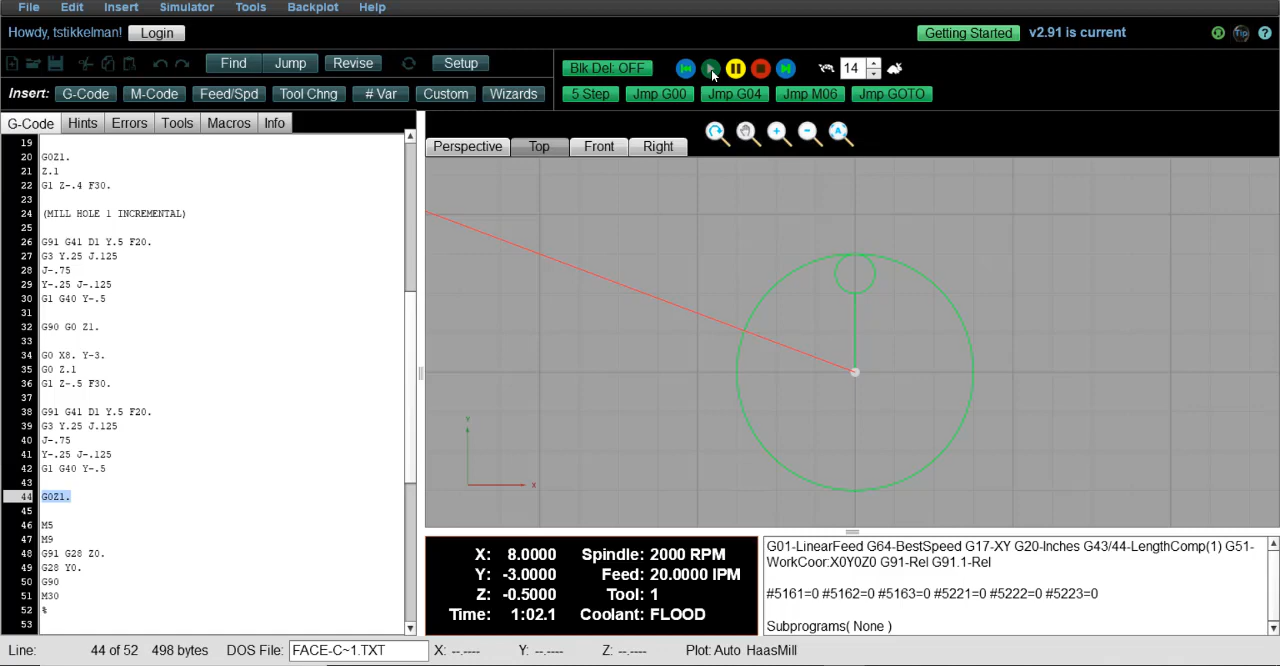 File Edit Insert Simulator Tools Backplot Help
Howdy, tstikkelman! Login Getting Started v2.91 is current Tip ?
Find Jump Revise Setup Blk Del: OFF 14
Insert: G-Code M-Code Feed/Spd Tool Chng # Var Custom Wizards 5 Step Jmp G00 Jmp G04 Jmp M06 Jmp GOTO
G-Code Hints Errors Tools Macros Info
Perspective Top Front Right
19
20 G0Z1.
21 Z.1
22 G1 Z-.4 F30.
23
24 (MILL HOLE 1 INCREMENTAL)
25
26 G91 G41 D1 Y.5 F20.
27 G3 Y.25 J.125
28 J-.75
29 Y-.25 J-.125
30 G1 G40 Y-.5
31
32 G90 G0 Z1.
33
34 G0 X8. Y-3.
35 G0 Z.1
36 G1 Z-.5 F30.
37
38 G91 G41 D1 Y.5 F20.
39 G3 Y.25 J.125
40 J-.75
41 Y-.25 J-.125
42 G1 G40 Y-.5
43
44 G0Z1.
45
46 M5
47 M9
48 G91 G28 Z0.
49 G28 Y0.
50 G90
51 M30
52 %
53
Y
X
X: 8.0000 Spindle: 2000 RPM
Y: -3.0000 Feed: 20.0000 IPM
Z: -0.5000 Tool: 1
Time: 1:02.1 Coolant: FLOOD
G01-LinearFeed G64-BestSpeed G17-XY G20-Inches G43/44-LengthComp(1) G51-
WorkCoor:X0Y0Z0 G91-Rel G91.1-Rel
#5161=0 #5162=0 #5163=0 #5221=0 #5222=0 #5223=0
Subprograms( None )
Line: 44 of 52 498 bytes DOS File: FACE-C~1.TXT X: --.---- Y: --.---- Z: --.---- Plot: Auto HaasMill